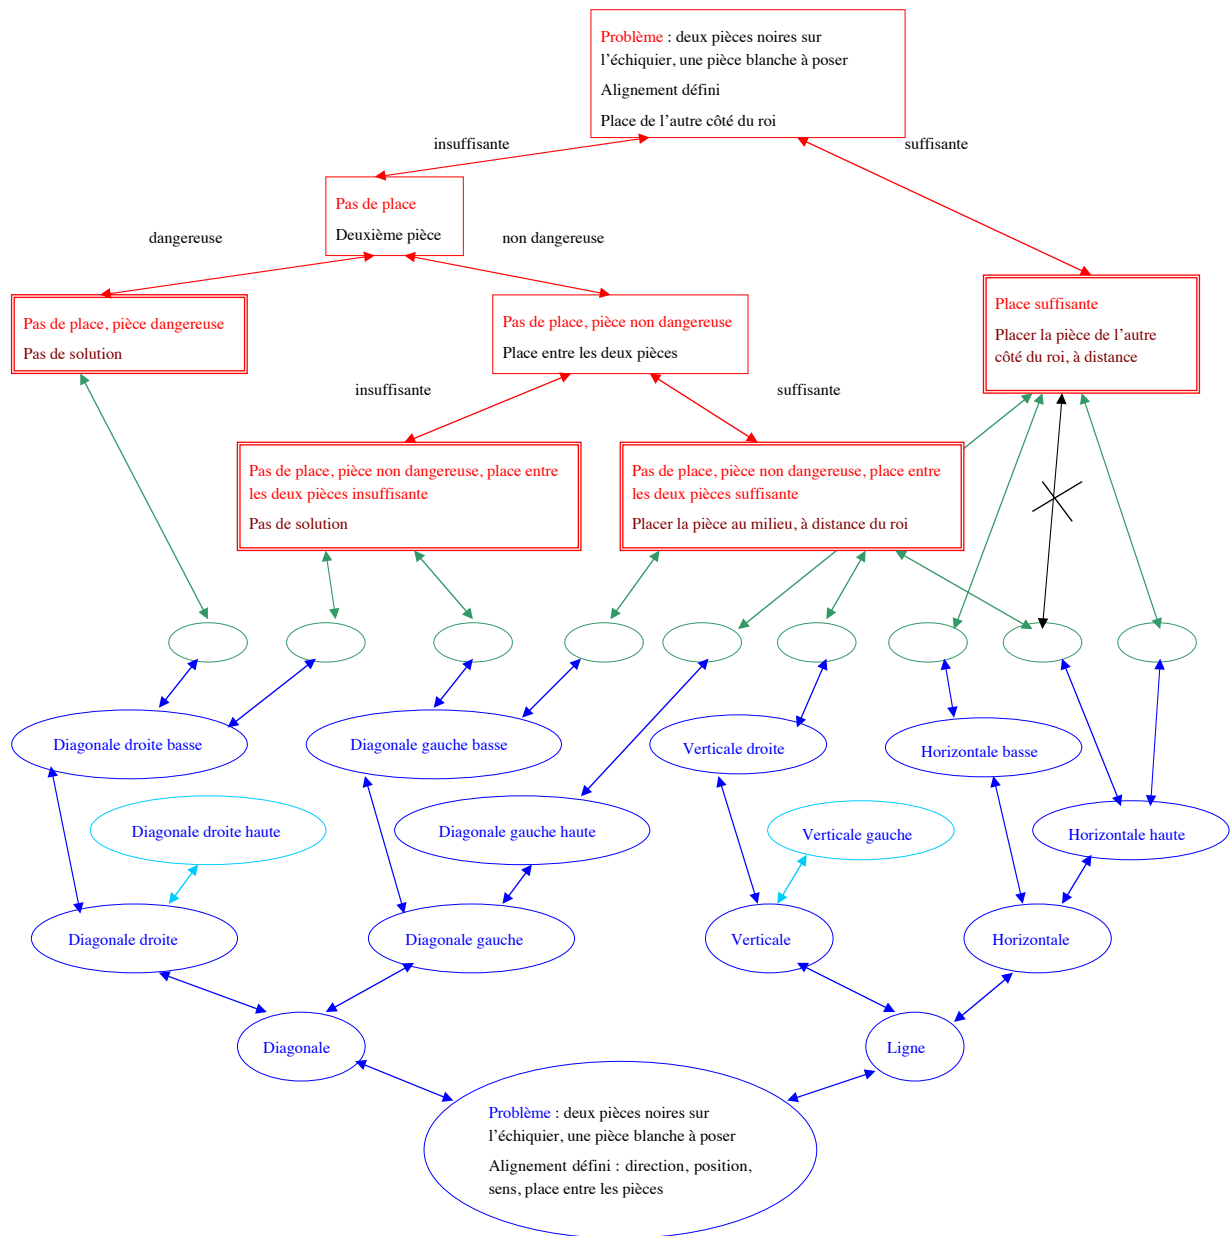 Problème : deux pièces noires sur
l’échiquier, une pièce blanche à poser
Alignement défini
Place de l’autre côté du roi
insuffisante
suffisante
Pas de place
Deuxième pièce
dangereuse
non dangereuse
Place suffisante
Placer la pièce de l’autre
côté du roi, à distance
Pas de place, pièce dangereuse
Pas de solution
Pas de place, pièce non dangereuse
Place entre les deux pièces
insuffisante
suffisante
Pas de place, pièce non dangereuse, place entre
les deux pièces insuffisante
Pas de solution
Pas de place, pièce non dangereuse, place entre
les deux pièces suffisante
Placer la pièce au milieu, à distance du roi
Diagonale droite basse
Diagonale gauche basse
Verticale droite
Horizontale basse
Diagonale droite haute
Diagonale gauche haute
Verticale gauche
Horizontale haute
Diagonale droite
Diagonale gauche
Verticale
Horizontale
Diagonale
Ligne
Problème : deux pièces noires sur
l’échiquier, une pièce blanche à poser
Alignement défini : direction, position,
sens, place entre les pièces